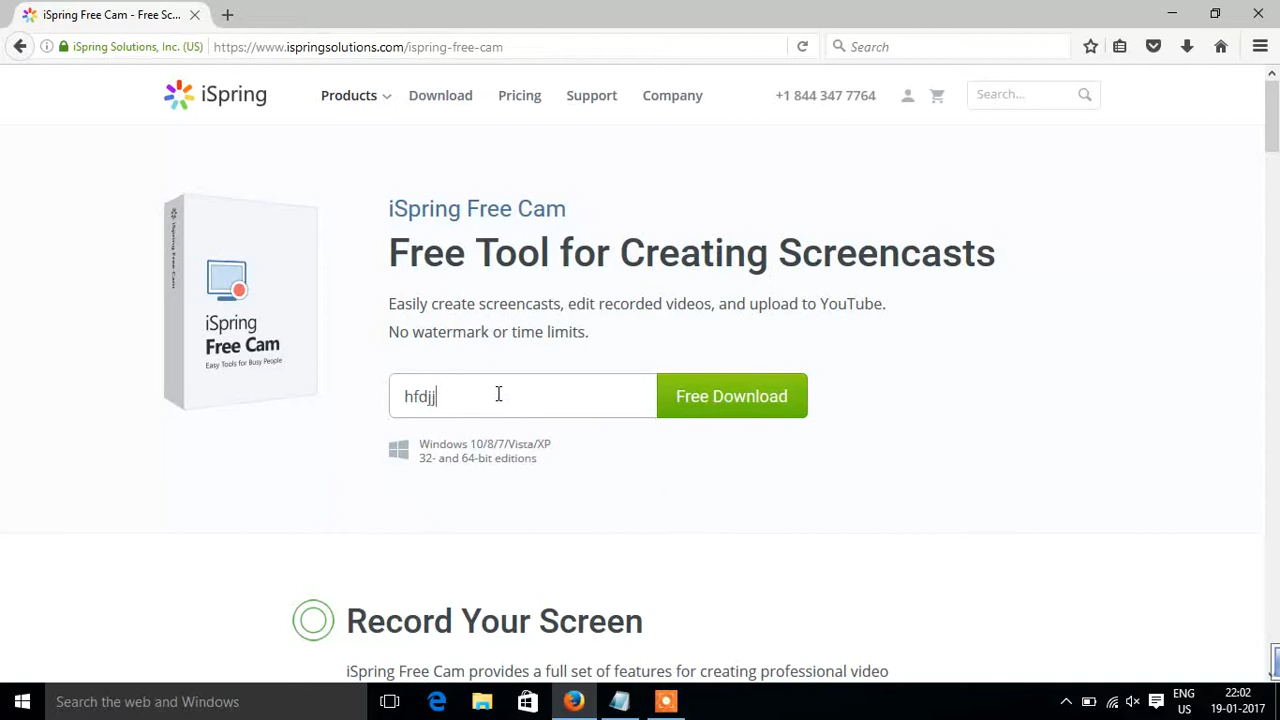 iSpring Free Cam - Free Sc...
iSpring Solutions, Inc. (US)
https://www.ispringsolutions.com/ispring-free-cam
Search
iSpring
Products
Download
Pricing
Support
Company
+1 844 347 7764
Search...
iSpring Free Cam
iSpring
Free Cam
Easy Tools for Busy People
iSpring Free Cam
Free Tool for Creating Screencasts
Easily create screencasts, edit recorded videos, and upload to YouTube.
No watermark or time limits.
hfdjj
Free Download
Windows 10/8/7/Vista/XP
32- and 64-bit editions
Record Your Screen
iSpring Free Cam provides a full set of features for creating professional video
Search the web and Windows
ENG
US
22:02
19-01-2017